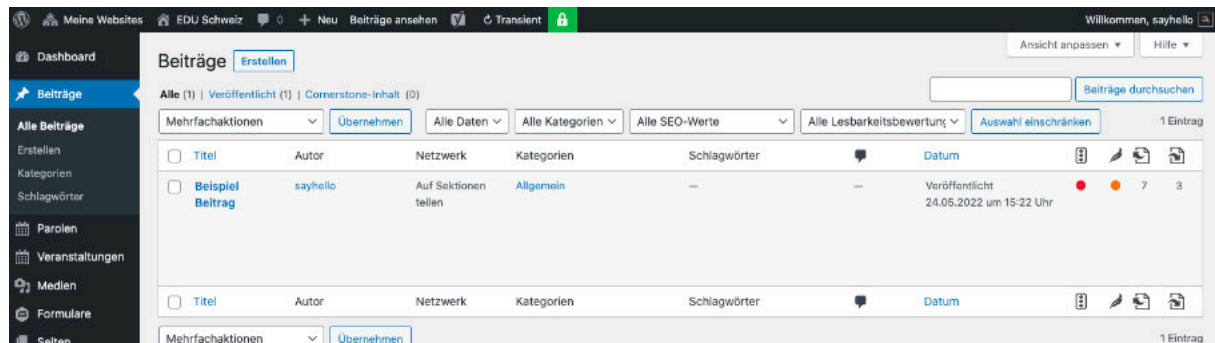 Meine Websites EDU Schweiz 0 + Neu Beiträge ansehen Transient Willkommen, sayhello
Dashboard
Beiträge
Alle Beiträge
Erstellen
Kategorien
Schlagwörter
Parolen
Veranstaltungen
Medien
Formulare
Seiten
Ansicht anpassen Hilfe
Beiträge Erstellen
Alle (1) | Veröffentlicht (1) | Cornerstone-Inhalt (0)
Beiträge durchsuchen
Mehrfachaktionen Übernehmen Alle Daten Alle Kategorien Alle SEO-Werte Alle Lesbarkeitsbewertung Auswahl einschränken 1 Eintrag
Titel Autor Netzwerk Kategorien Schlagwörter Datum
Beispiel sayhello Auf Sektionen Allgemein — — Veröffentlicht 7 3
Beitrag teilen 24.05.2022 um 15:22 Uhr
Titel Autor Netzwerk Kategorien Schlagwörter Datum
Mehrfachaktionen Übernehmen 1 Eintrag